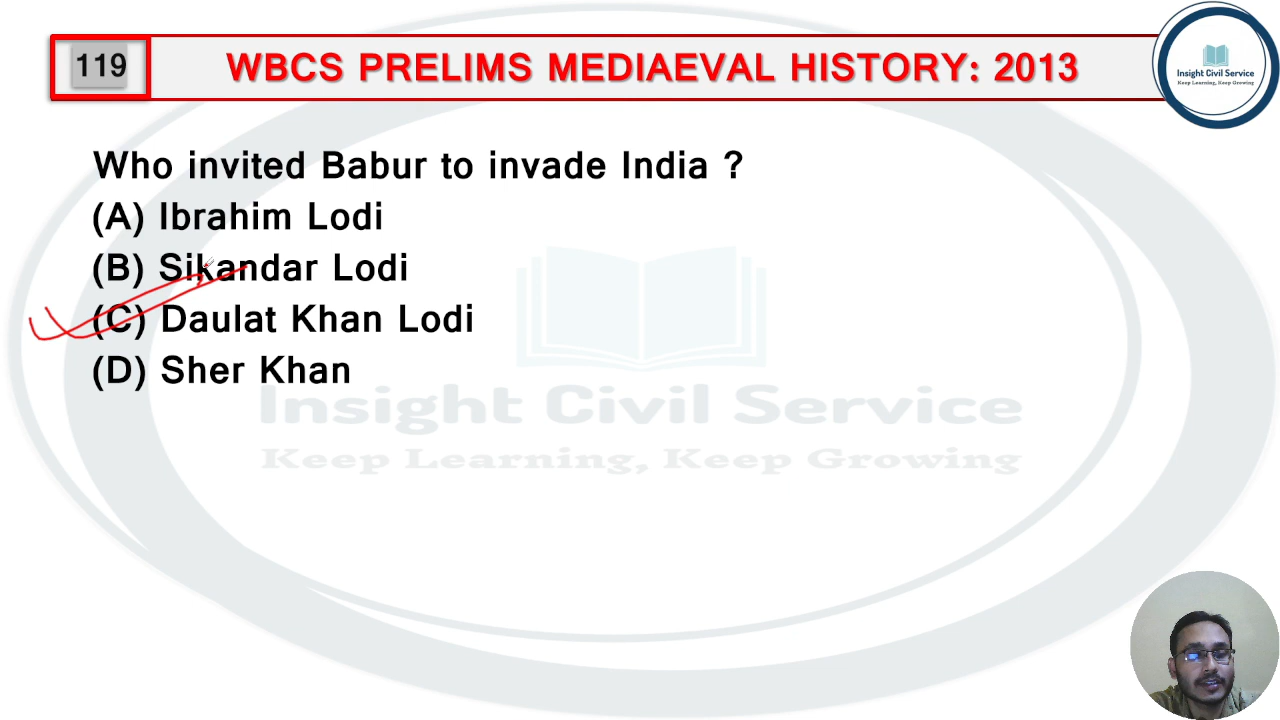 119
WBCS PRELIMS MEDIAEVAL HISTORY: 2013
Insight Civil Service
Keep Learning, Keep Growing
Who invited Babur to invade India ?
(A) Ibrahim Lodi
(B) Sikandar Lodi
(C) Daulat Khan Lodi
(D) Sher Khan
Insight Civil Service
Keep Learning, Keep Growing